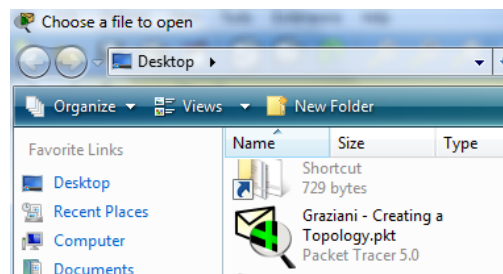 Choose a file to open
Desktop
Organize Views New Folder
Favorite Links
Name Size Type
Desktop
Recent Places
Computer
Documents
Shortcut
729 bytes
Graziani - Creating a
Topology.pkt
Packet Tracer 5.0